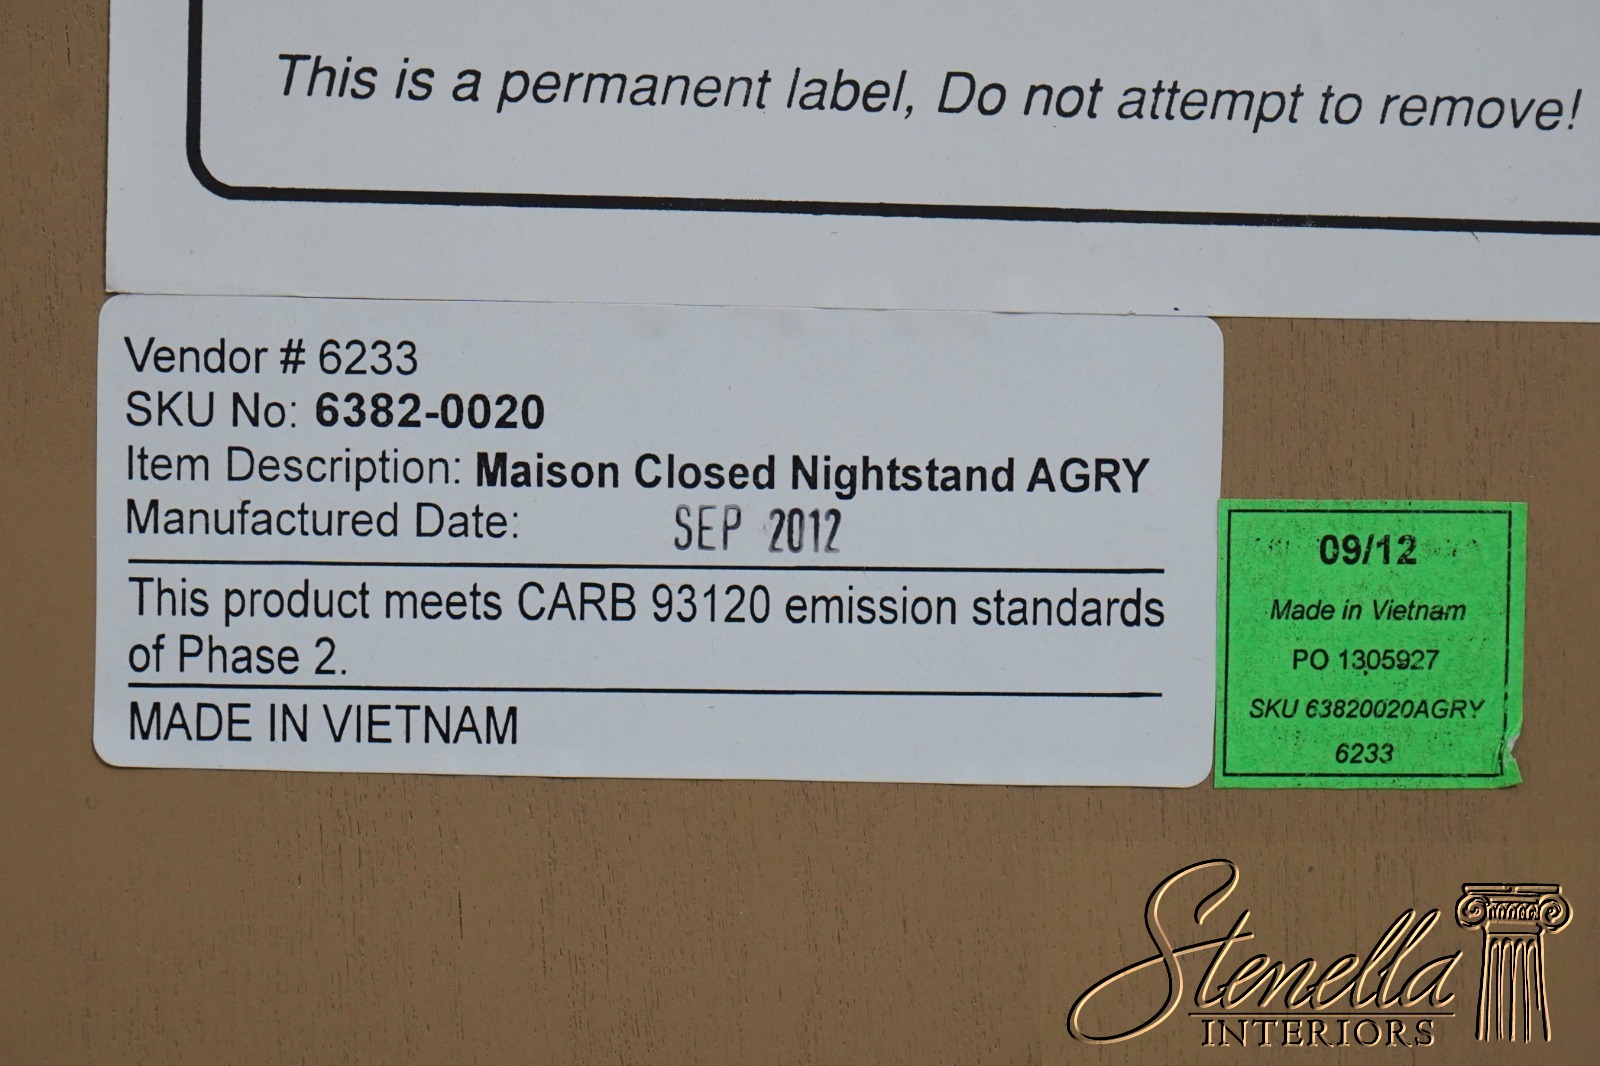 This is a permanent label, Do not attempt to remove!
Vendor # 6233
SKU No: 6382-0020
Item Description: Maison Closed Nightstand AGRY
Manufactured Date: SEP 2012
This product meets CARB 93120 emission standards
of Phase 2.
MADE IN VIETNAM
09/12
Made in Vietnam
PO 1305927
SKU 63820020AGRY
6233
Stenella
INTERIORS